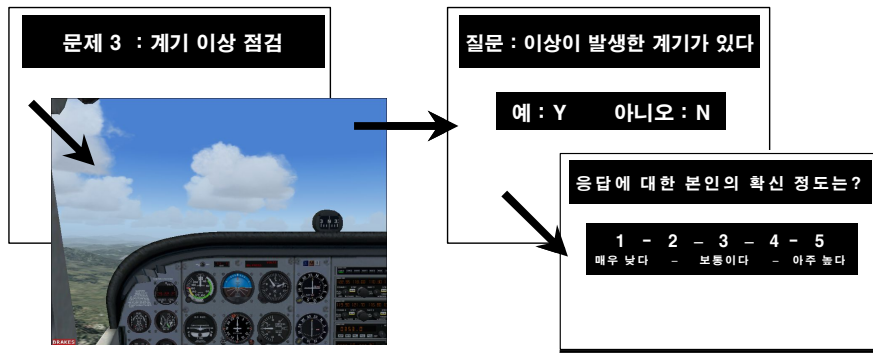 문제 3 : 계기 이상 점검
BRAKES
질문 : 이상이 발생한 계기가 있다
예 : Y 아니오 : N
응답에 대한 본인의 확신 정도는?
1 - 2 – 3 – 4 - 5
매우 낮다 – 보통이다 – 아주 높다